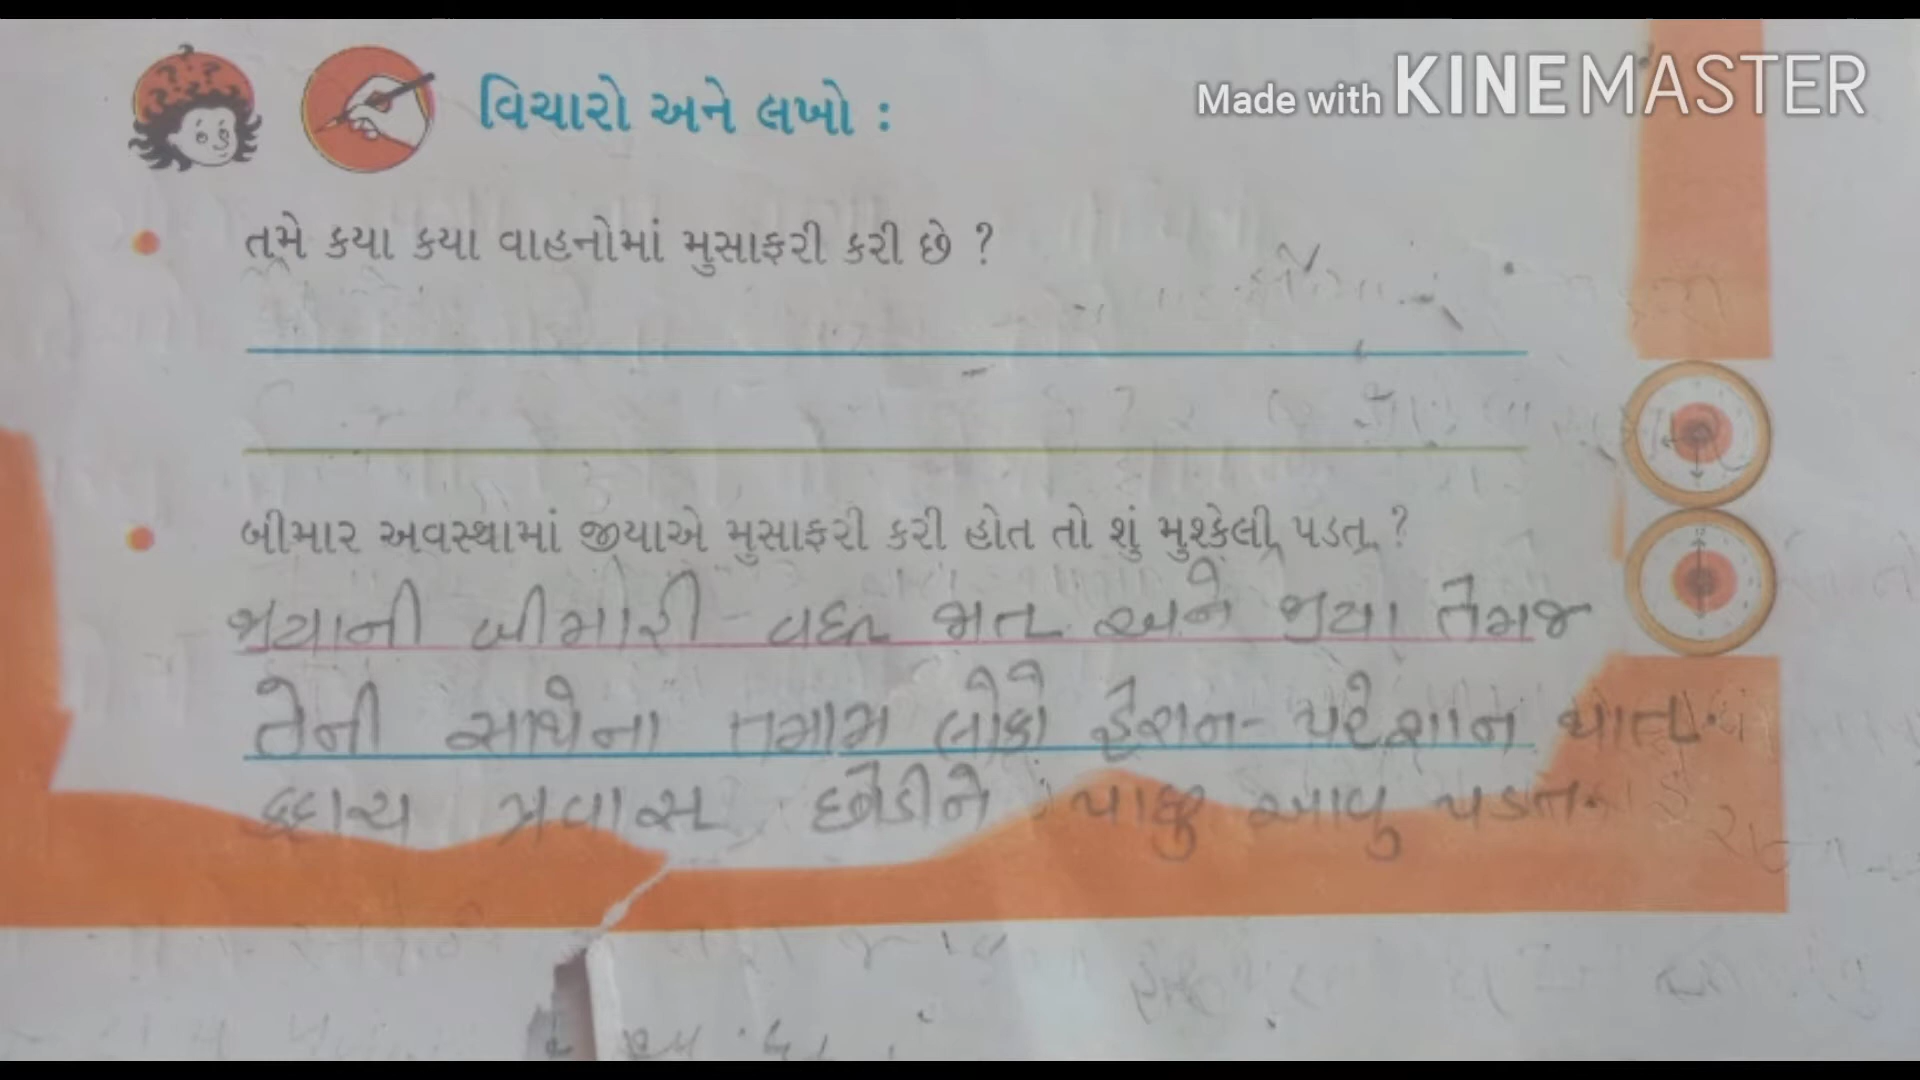 Made with KINEMASTER
વિચારો અને લખો :
તમે કયા કયા વાહનોમાં મુસાફરી કરી છે ?
બીમાર અવસ્થામાં જીયાએ મુસાફરી કરી હોત તો શું મુશ્કેલી પડત ?
જીયાની બીમારી વધત જાત અને જીયા તેમજ
તેની સાથેના તમામ લોકો હેરાન-પરેશાન થાત.
પ્રવાસ છોડીને પાછુ આવુ પડત.